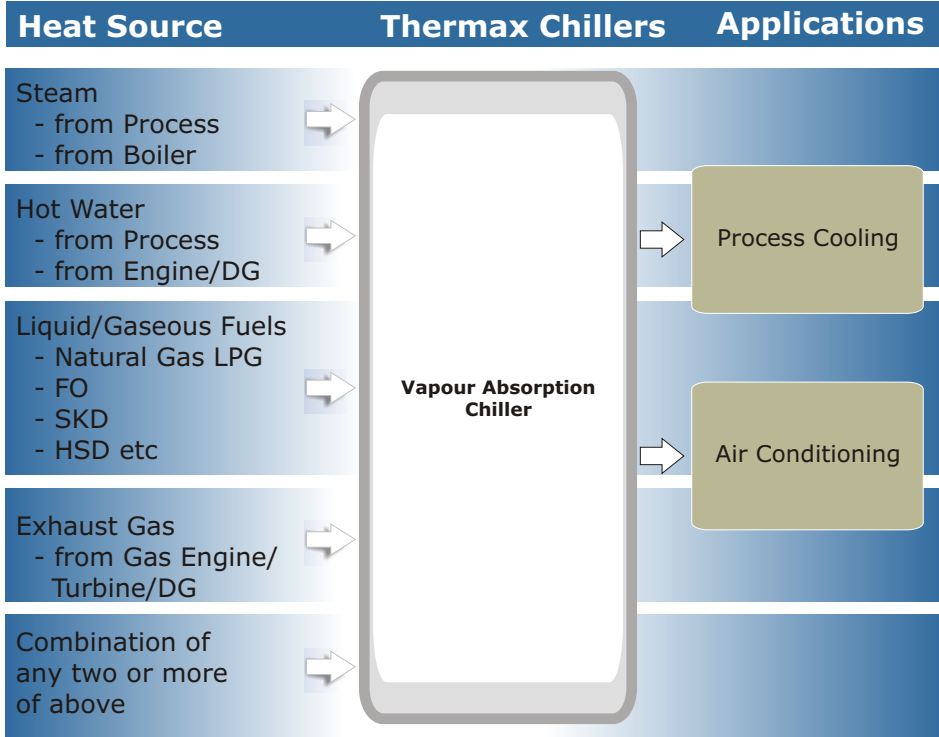 Heat Source
Thermax Chillers
Applications
Steam
- from Process
- from Boiler
Hot Water
- from Process
- from Engine/DG
Liquid/Gaseous Fuels
- Natural Gas LPG
- FO
- SKD
- HSD etc
Exhaust Gas
- from Gas Engine/
Turbine/DG
Combination of
any two or more
of above
Vapour Absorption
Chiller
Process Cooling
Air Conditioning